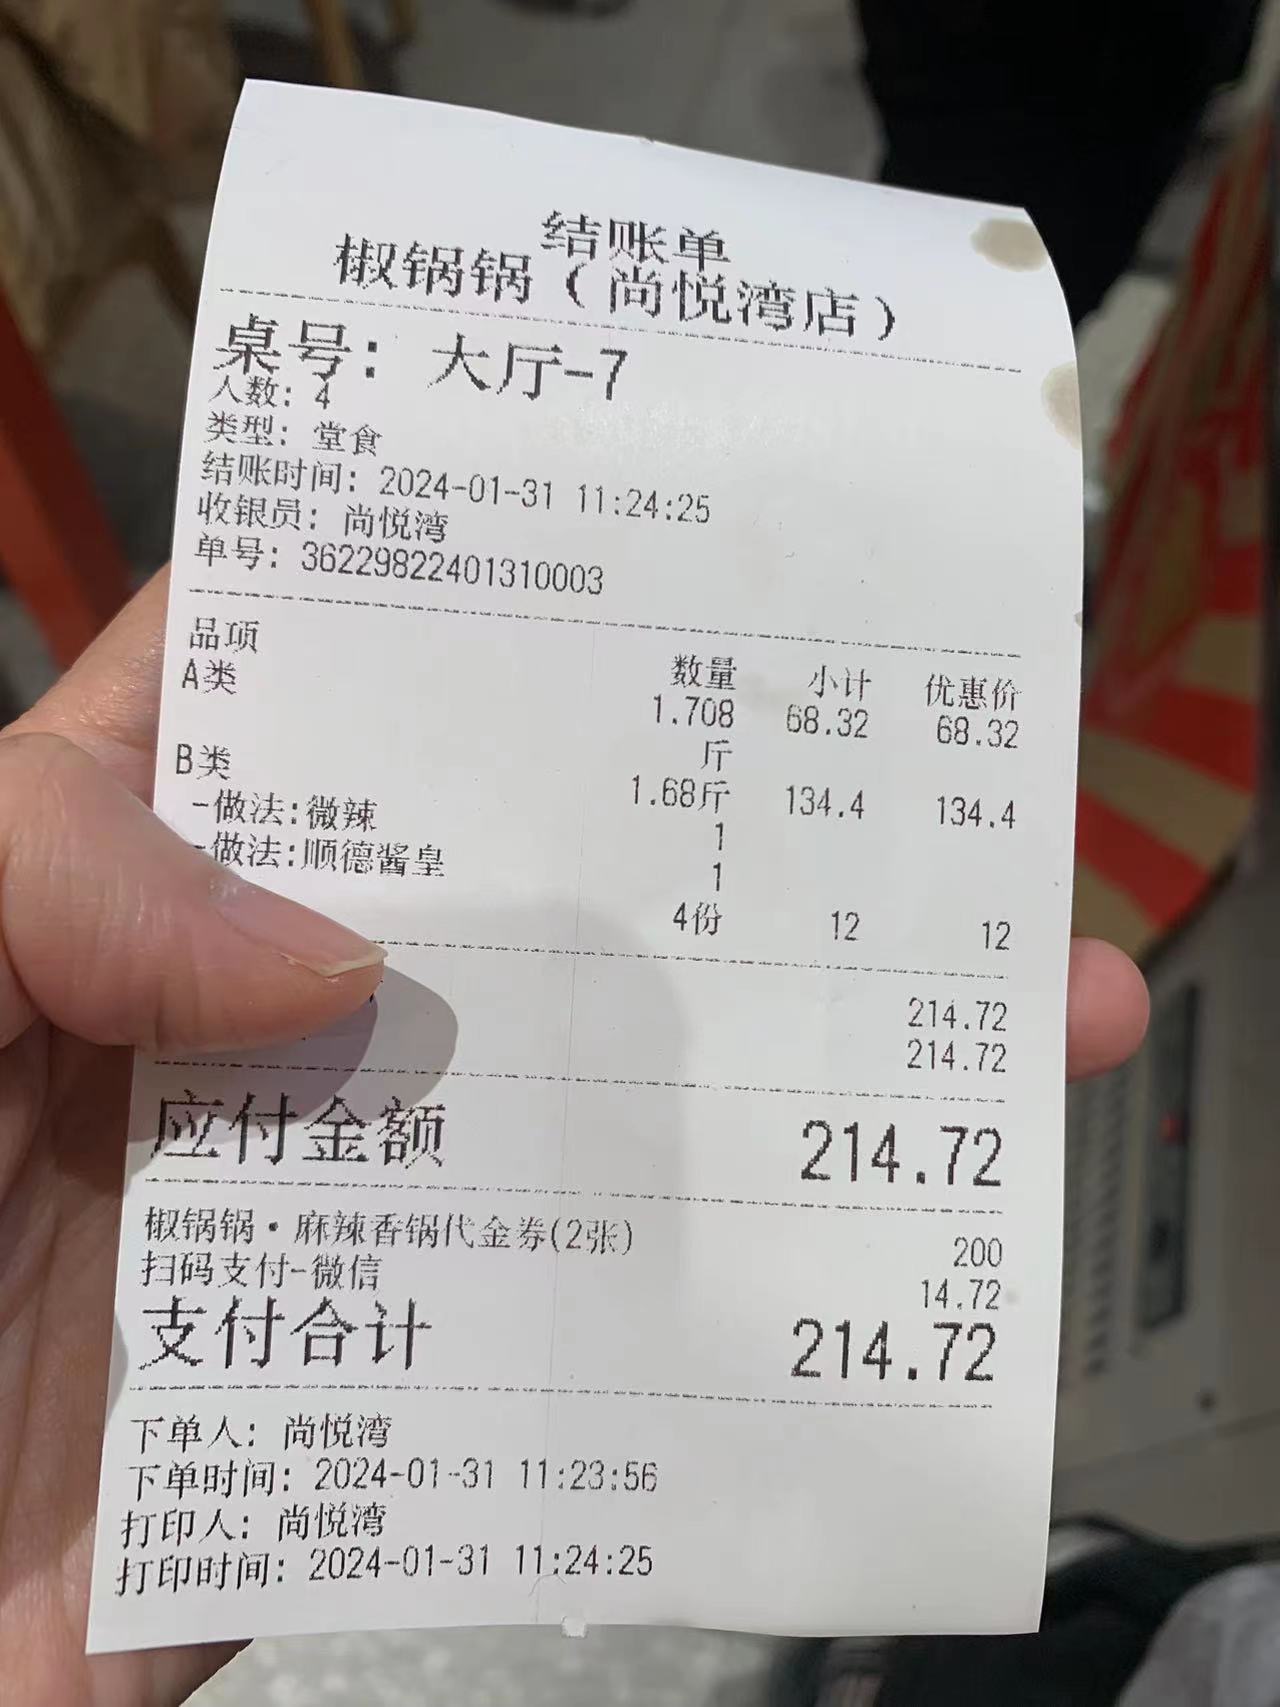 结账单
椒锅锅（尚悦湾店）
桌号：大厅-7
人数：4
类型：堂食
结账时间：2024-01-31 11:24:25
收银员：尚悦湾
单号：36229822401310003
品项 数量 小计 优惠价
A类 1.708斤 68.32 68.32
B类 1.68斤 134.4 134.4
-做法:微辣 1
-做法:顺德酱皇 1
4份 12 12
214.72
214.72
应付金额 214.72
椒锅锅·麻辣香锅代金券(2张) 200
扫码支付-微信 14.72
支付合计 214.72
下单人：尚悦湾
下单时间：2024-01-31 11:23:56
打印人：尚悦湾
打印时间：2024-01-31 11:24:25